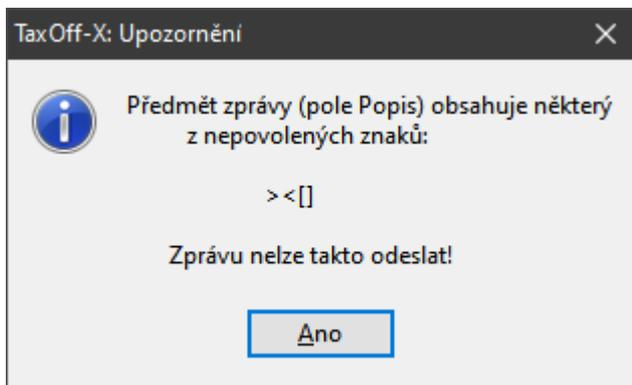 TaxOff-X: Upozornění
Předmět zprávy (pole Popis) obsahuje některý
z nepovolených znaků:
><[]
Zprávu nelze takto odeslat!
Ano